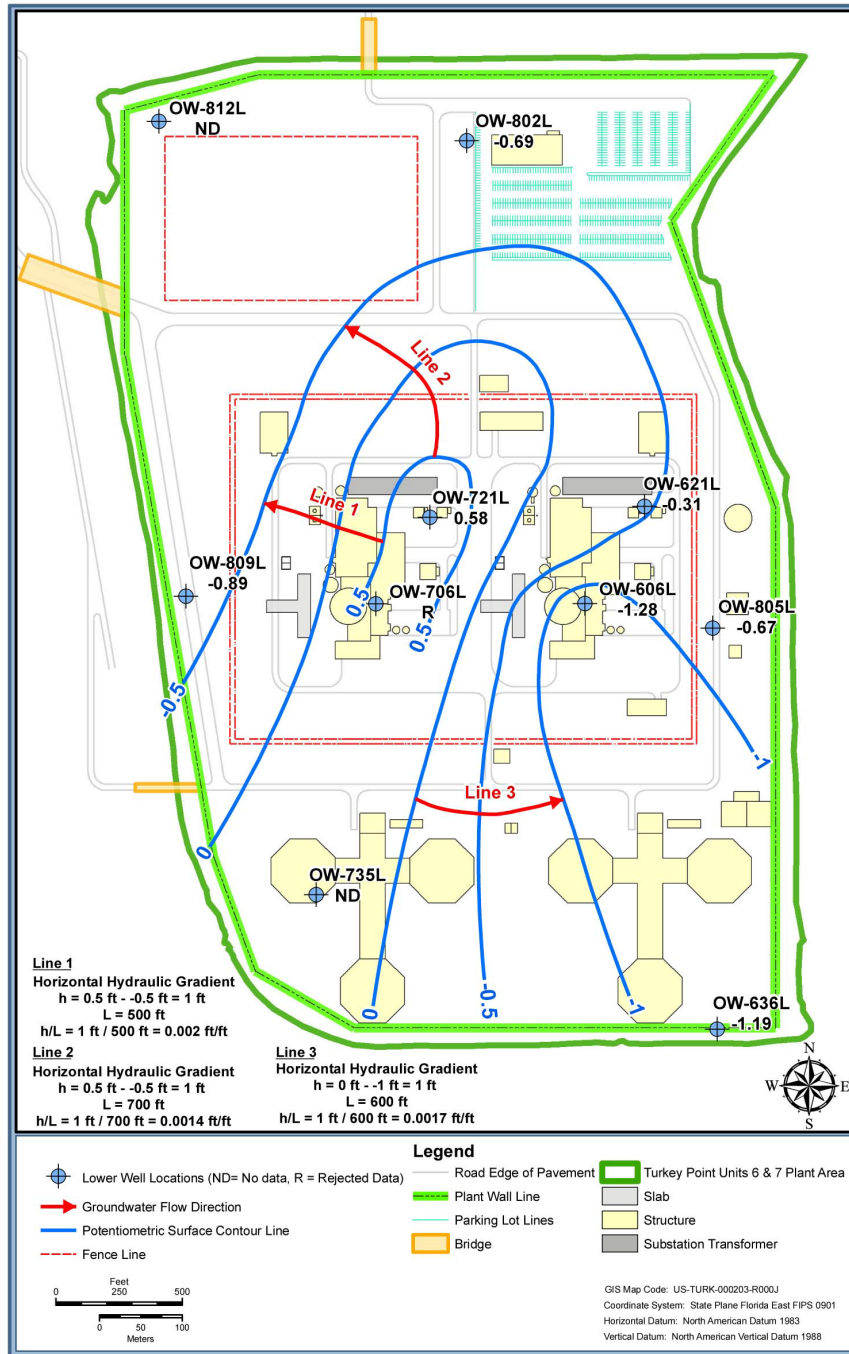 OW-812L
ND
OW-802L
-0.69
Line 2
OW-621L
-0.31
OW-721L
0.58
Line 1
OW-809L
-0.89
OW-706L
R
OW-606L
-1.28
OW-805L
-0.67
0.5
0.5
-0.5
-1
Line 3
0
OW-735L
ND
0
-0.5
-1
OW-636L
-1.19
Line 1
Horizontal Hydraulic Gradient
h = 0.5 ft - -0.5 ft = 1 ft
L = 500 ft
h/L = 1 ft / 500 ft = 0.002 ft/ft
Line 2
Horizontal Hydraulic Gradient
h = 0.5 ft - -0.5 ft = 1 ft
L = 700 ft
h/L = 1 ft / 700 ft = 0.0014 ft/ft
Line 3
Horizontal Hydraulic Gradient
h = 0 ft - -1 ft = 1 ft
L = 600 ft
h/L = 1 ft / 600 ft = 0.0017 ft/ft
N
W
E
S
Legend
Lower Well Locations (ND= No data, R = Rejected Data)
Groundwater Flow Direction
Potentiometric Surface Contour Line
Fence Line
Road Edge of Pavement
Plant Wall Line
Parking Lot Lines
Bridge
Turkey Point Units 6 & 7 Plant Area
Slab
Structure
Substation Transformer
Feet
0 250 500
0 50 100
Meters
GIS Map Code: US-TURK-000203-R000J
Coordinate System: State Plane Florida East FIPS 0901
Horizontal Datum: North American Datum 1983
Vertical Datum: North American Vertical Datum 1988